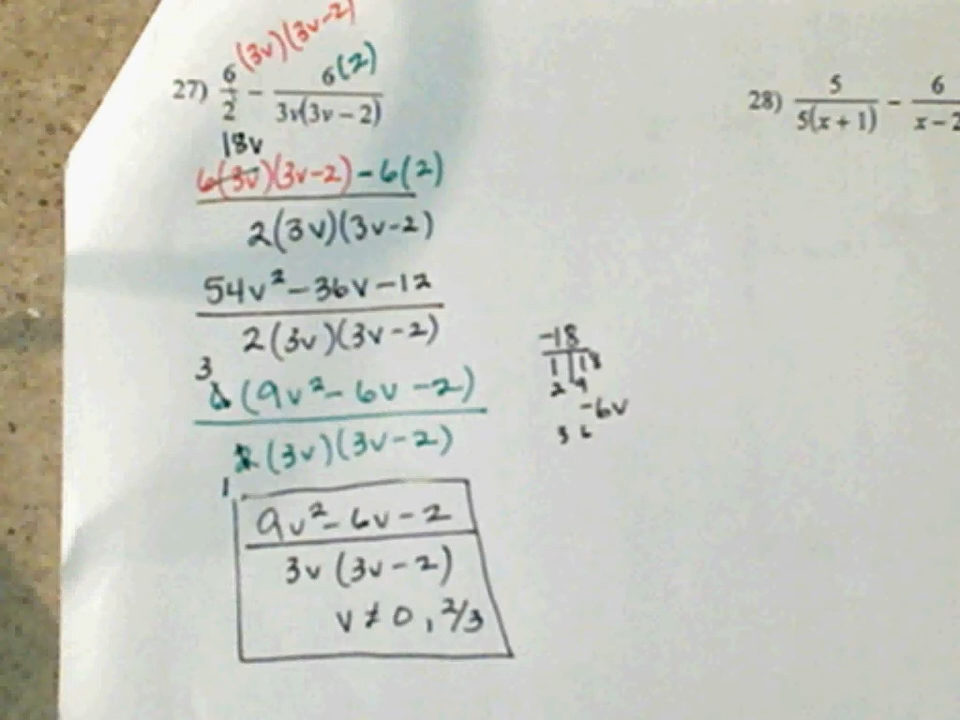 (3v)(3v-2)
27) 6/2 - 6(2)/3v(3v - 2)
28) 5/5(x + 1) - 6/x - 2
18v
6(3v)(3v-2) - 6(2)
2(3v)(3v-2)
54v² - 36v - 12
2(3v)(3v-2)
-18
1 | 18
2 9
-6v
3 6
3
6(9v² - 6v - 2)
2(3v)(3v-2)
1
9v² - 6v - 2
3v(3v-2)
v ≠ 0, 2/3